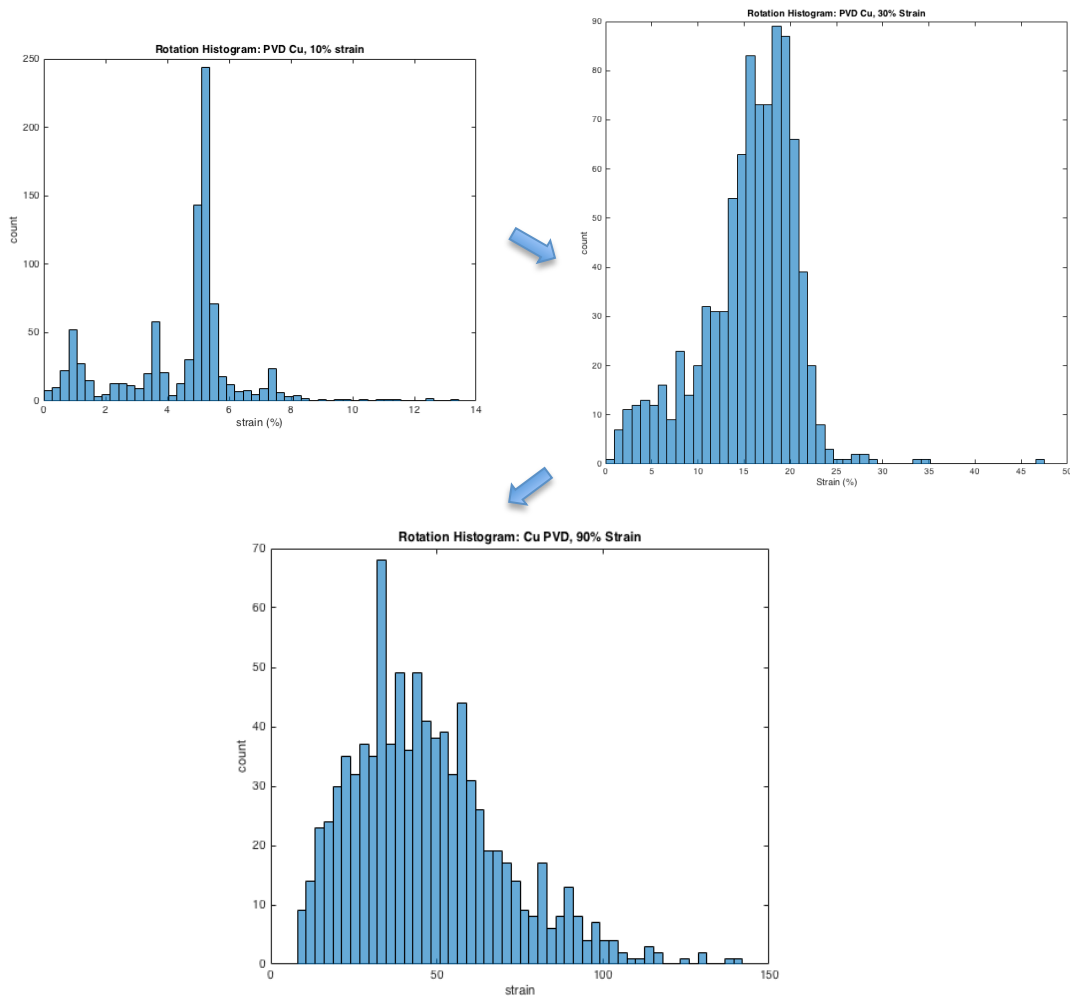 Rotation Histogram: PVD Cu, 10% strain
250
200
150
100
50
0
count
0 2 4 6 8 10 12 14
strain (%)
Rotation Histogram: PVD Cu, 30% Strain
90
80
70
60
50
40
30
20
10
0
count
0 5 10 15 20 25 30 35 40 45 50
Strain (%)
Rotation Histogram: Cu PVD, 90% Strain
70
60
50
40
30
20
10
0
count
0 50 100 150
strain